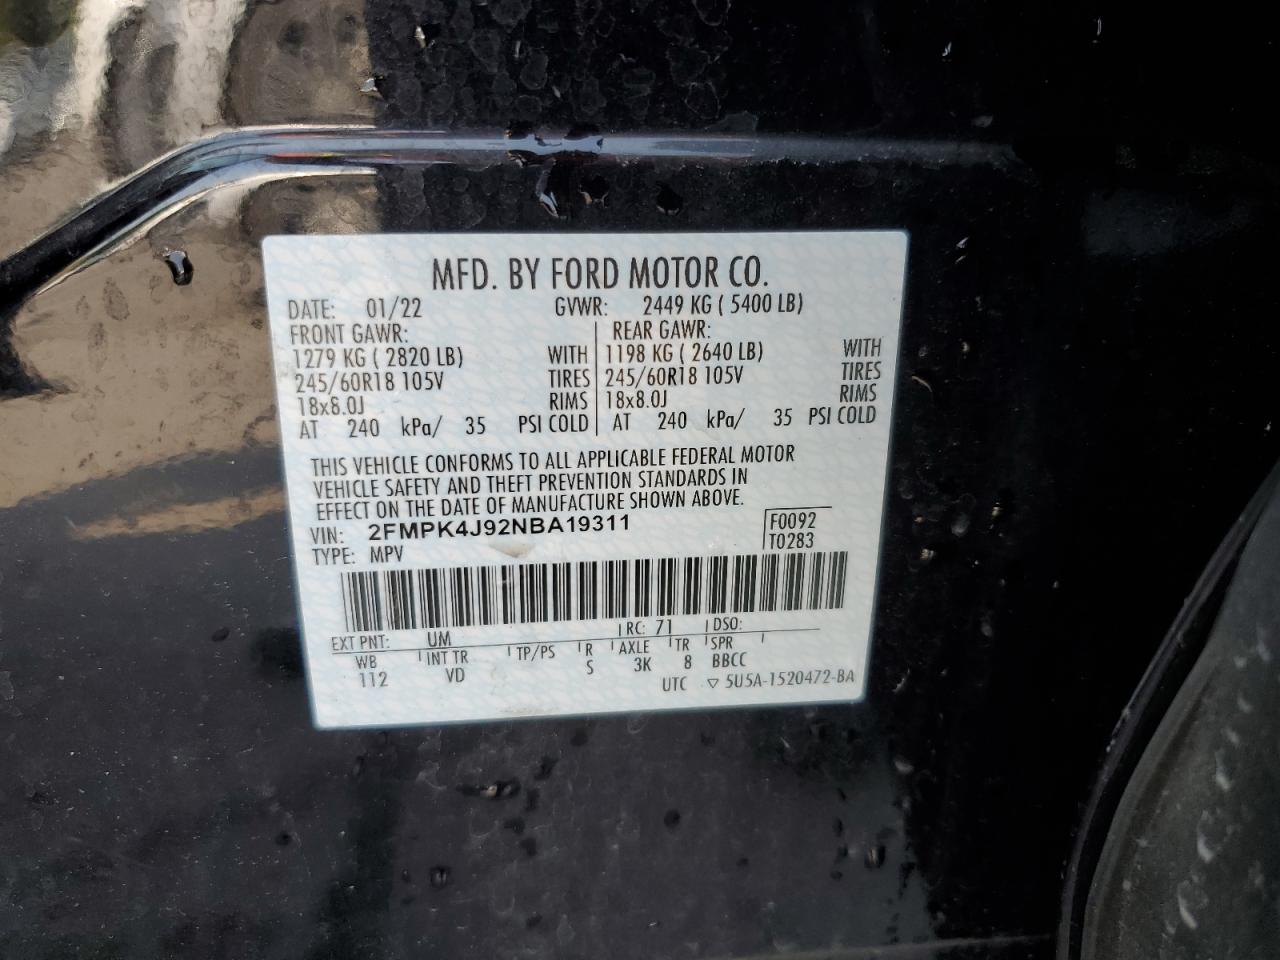 MFD. BY FORD MOTOR CO.
DATE: 01/22 GVWR: 2449 KG ( 5400 LB)
FRONT GAWR: REAR GAWR:
1279 KG ( 2820 LB) WITH 1198 KG ( 2640 LB) WITH
245/60R18 105V TIRES 245/60R18 105V TIRES
18x8.0J RIMS 18x8.0J RIMS
AT 240 kPa/ 35 PSI COLD AT 240 kPa/ 35 PSI COLD
THIS VEHICLE CONFORMS TO ALL APPLICABLE FEDERAL MOTOR
VEHICLE SAFETY AND THEFT PREVENTION STANDARDS IN
EFFECT ON THE DATE OF MANUFACTURE SHOWN ABOVE.
VIN: 2FMPK4J92NBA19311 F0092
TYPE: MPV T0283
EXT PNT: UM RC: 71 DSO:
WB INT TR TP/PS R AXLE TR SPR
112 VD S 3K 8 BBCC
UTC ▽ 5U5A-1520472-BA